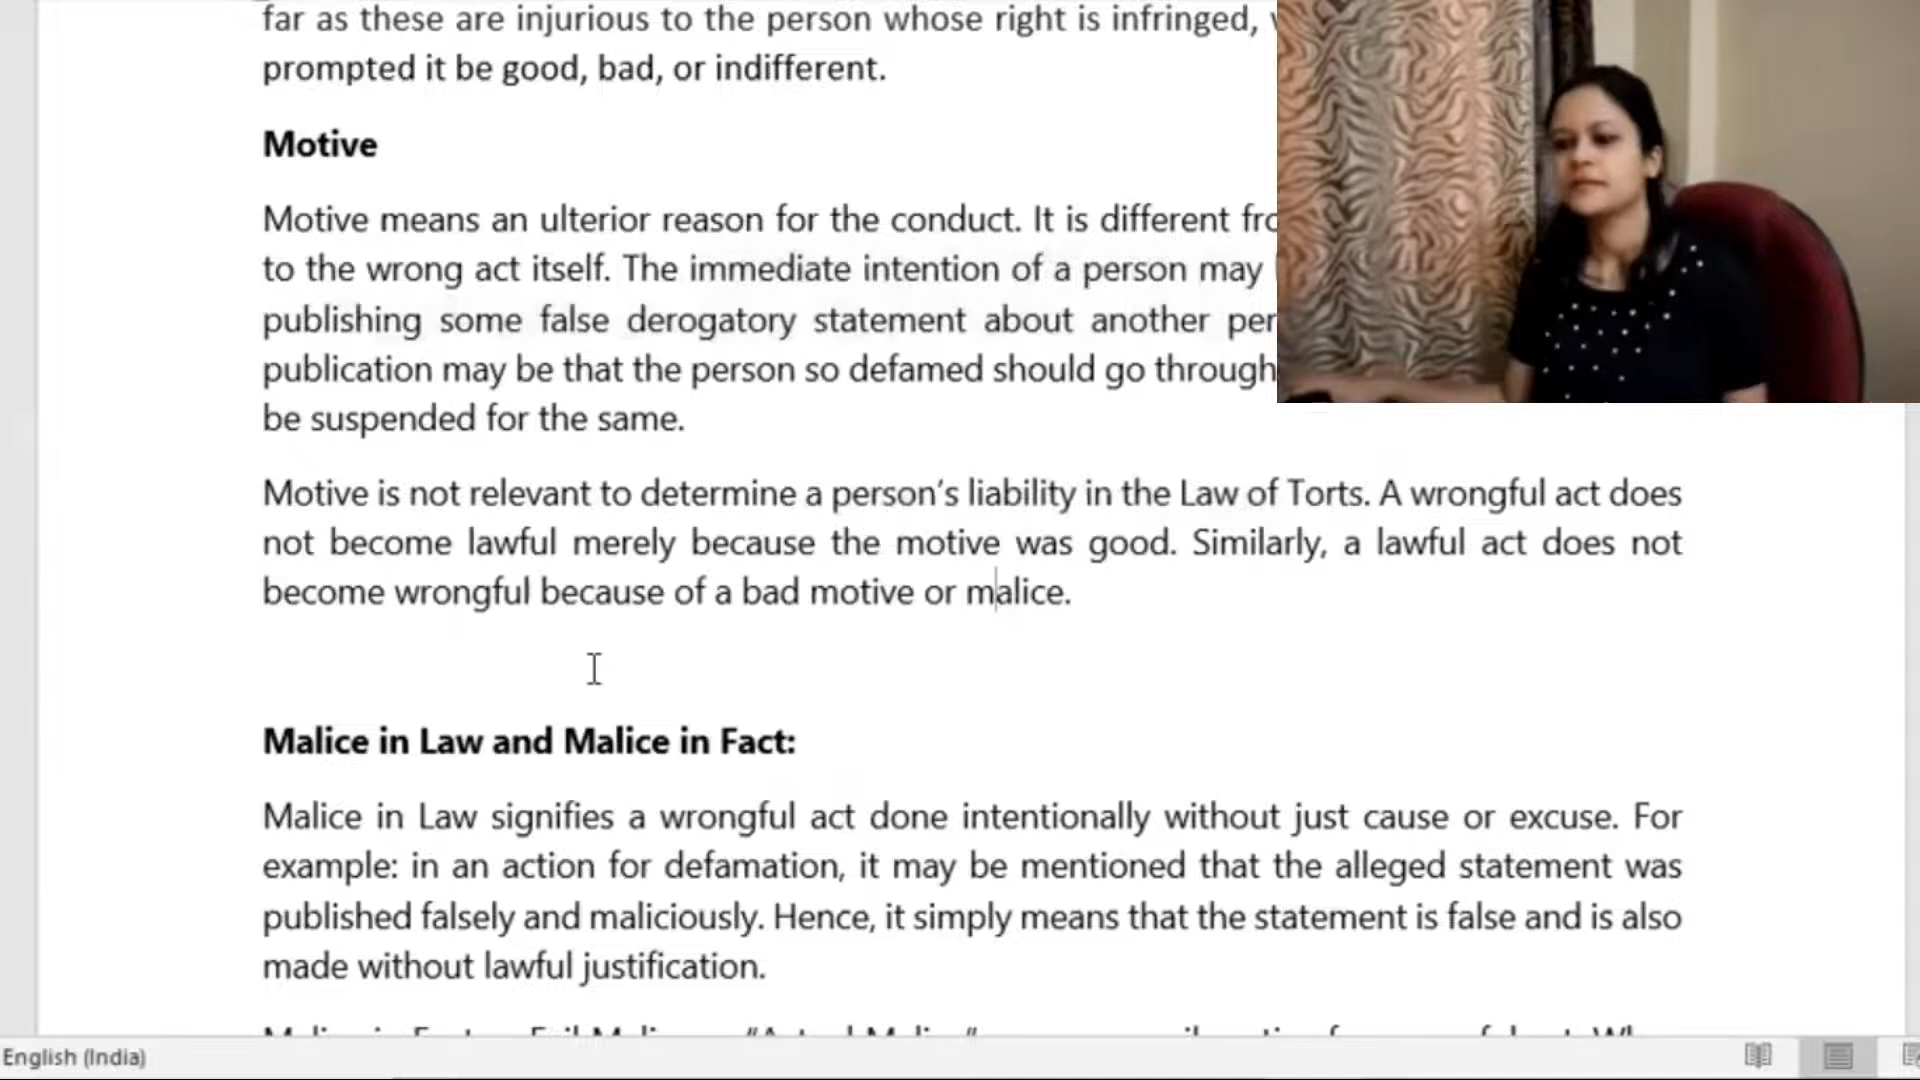 far as these are injurious to the person whose right is infringed,
prompted it be good, bad, or indifferent.
Motive
Motive means an ulterior reason for the conduct. It is different
to the wrong act itself. The immediate intention of a person may
publishing some false derogatory statement about another
publication may be that the person so defamed should go through
be suspended for the same.
Motive is not relevant to determine a person’s liability in the Law of Torts. A wrongful act does
not become lawful merely because the motive was good. Similarly, a lawful act does not
become wrongful because of a bad motive or malice.
Malice in Law and Malice in Fact:
Malice in Law signifies a wrongful act done intentionally without just cause or excuse. For
example: in an action for defamation, it may be mentioned that the alleged statement was
published falsely and maliciously. Hence, it simply means that the statement is false and is also
made without lawful justification.
English (India)